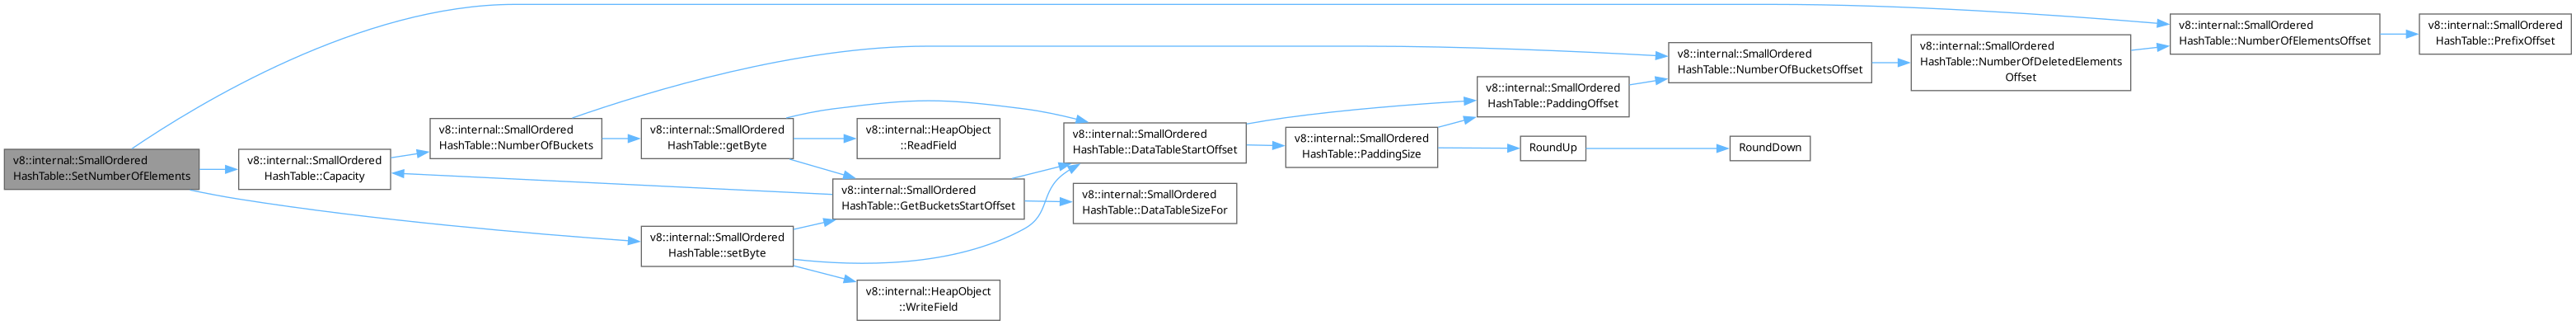 v8::internal::SmallOrdered
HashTable::SetNumberOfElements
v8::internal::SmallOrdered
HashTable::Capacity
v8::internal::SmallOrdered
HashTable::NumberOfBuckets
v8::internal::SmallOrdered
HashTable::getByte
v8::internal::SmallOrdered
HashTable::setByte
v8::internal::HeapObject
::ReadField
v8::internal::SmallOrdered
HashTable::GetBucketsStartOffset
v8::internal::HeapObject
::WriteField
v8::internal::SmallOrdered
HashTable::DataTableStartOffset
v8::internal::SmallOrdered
HashTable::DataTableSizeFor
v8::internal::SmallOrdered
HashTable::PaddingSize
v8::internal::SmallOrdered
HashTable::PaddingOffset
RoundUp
v8::internal::SmallOrdered
HashTable::NumberOfBucketsOffset
RoundDown
v8::internal::SmallOrdered
HashTable::NumberOfDeletedElements
Offset
v8::internal::SmallOrdered
HashTable::NumberOfElementsOffset
v8::internal::SmallOrdered
HashTable::PrefixOffset